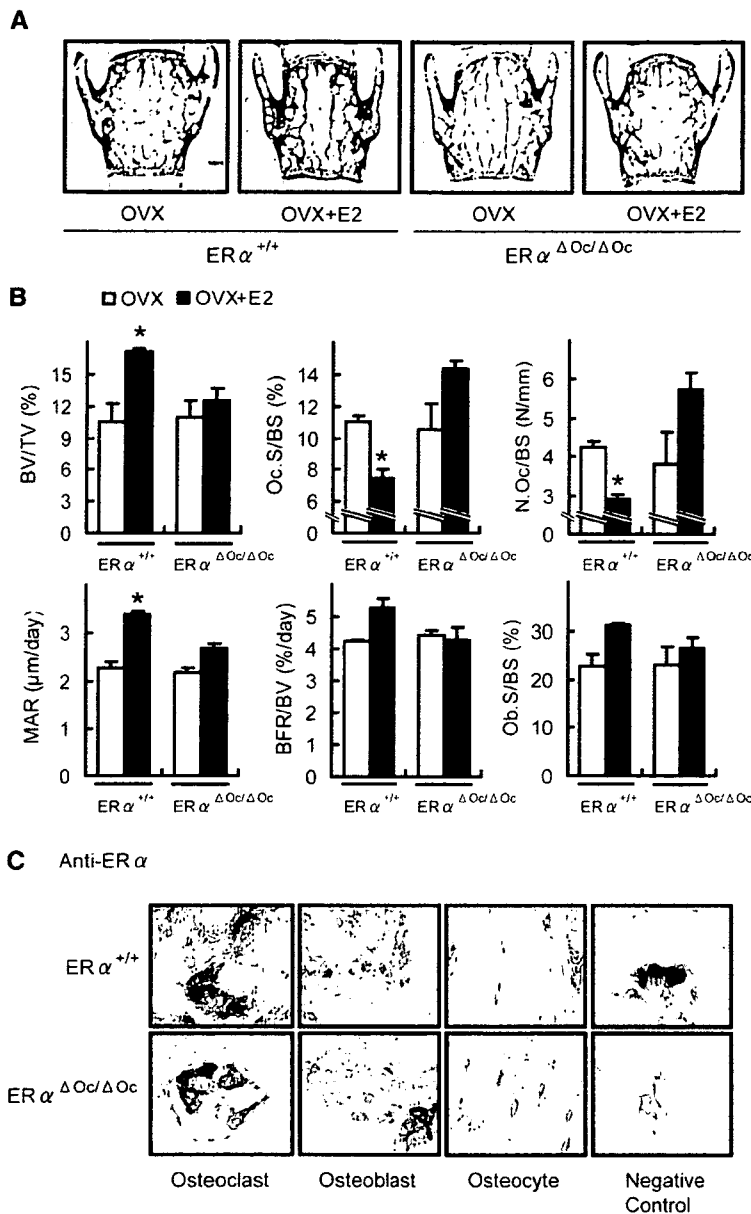 A
OVX OVX+E2 OVX OVX+E2
ERα+/+ ERαΔOc/ΔOc
B
OVX OVX+E2
BV/TV (%)
15
12
9
6
3
0
*
ERα+/+ ERαΔOc/ΔOc
Oc.S/BS (%)
14
12
10
8
6
0
*
ERα+/+ ERαΔOc/ΔOc
N.Oc/BS (N/mm)
6
4
3
0
*
ERα+/+ ERαΔOc/ΔOc
MAR (μm/day)
3
2
1
0
*
ERα+/+ ERαΔOc/ΔOc
BFR/BV (%/day)
5
4
3
2
1
0
ERα+/+ ERαΔOc/ΔOc
Ob.S/BS (%)
30
20
10
0
ERα+/+ ERαΔOc/ΔOc
C Anti-ERα
ERα+/+
ERαΔOc/ΔOc
Osteoclast Osteoblast Osteocyte Negative
Control